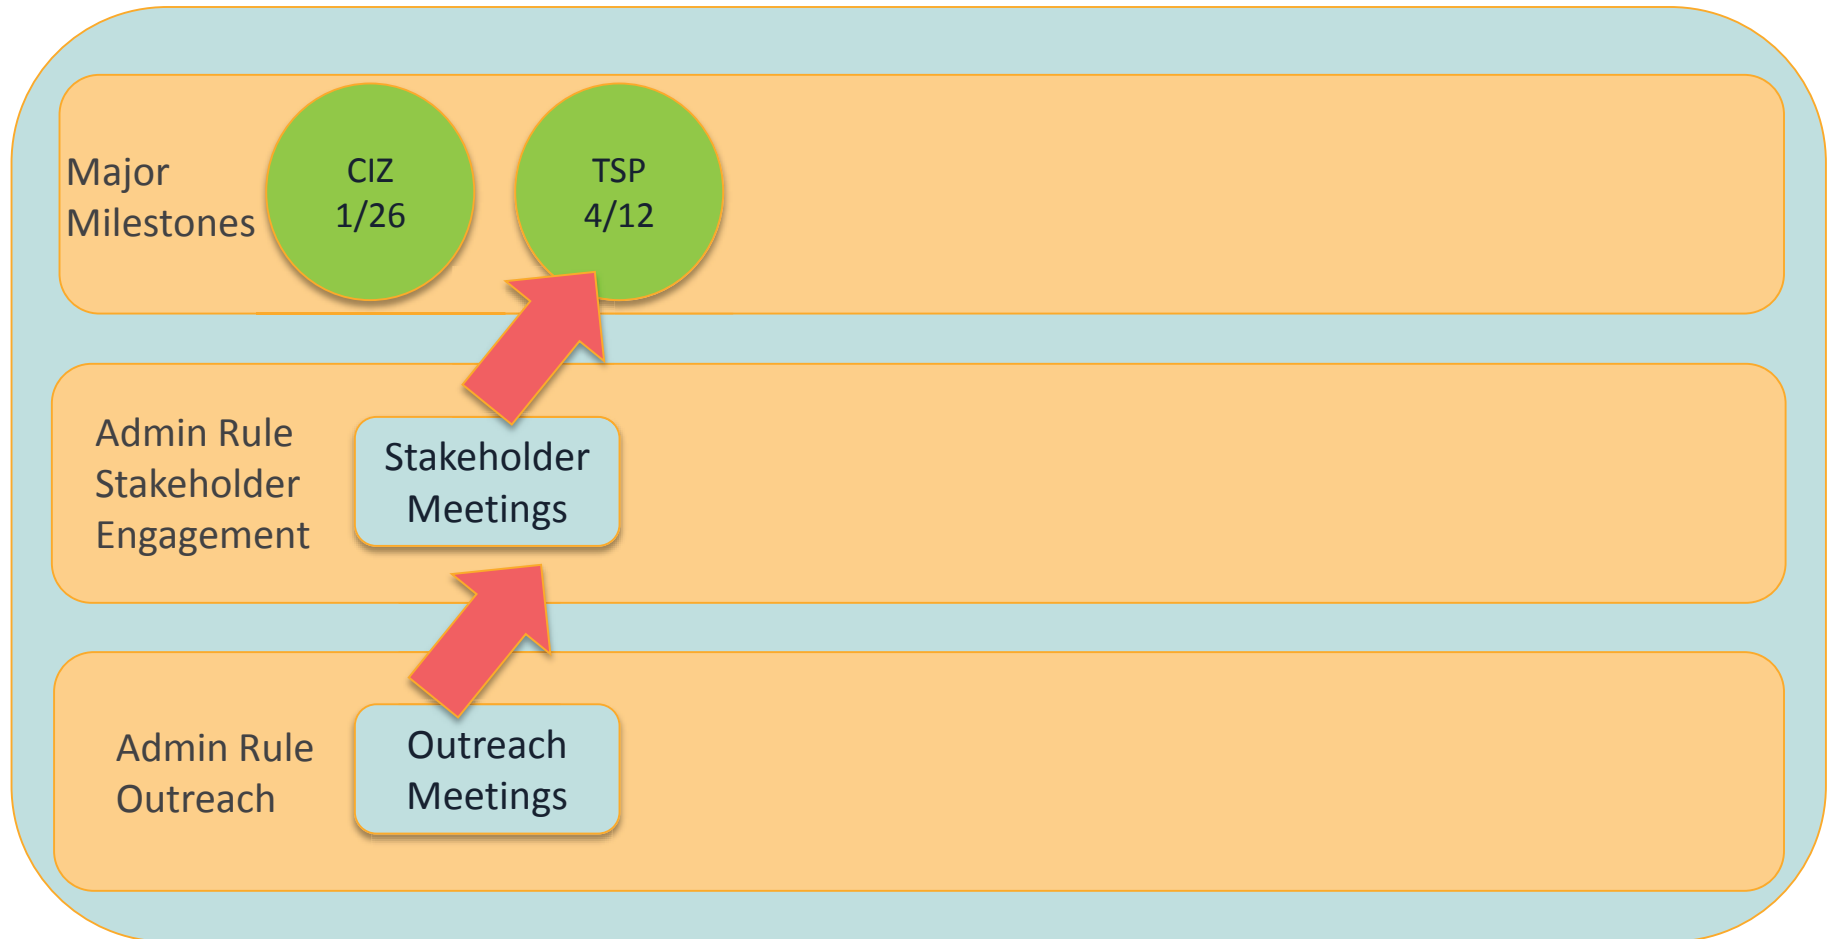 Major
Milestones
CIZ
1/26
TSP
4/12
Admin Rule
Stakeholder
Engagement
Stakeholder
Meetings
Admin Rule
Outreach
Outreach
Meetings